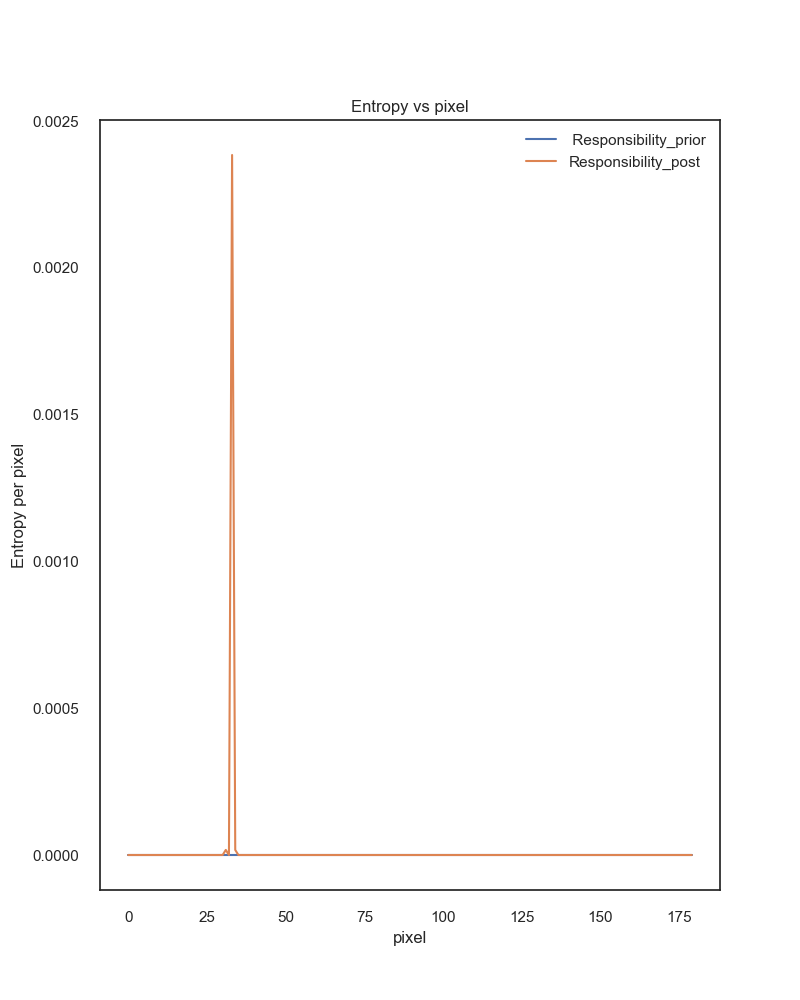 Entropy vs pixel
Responsibility_prior
Responsibility_post
Entropy per pixel
0.0025
0.0020
0.0015
0.0010
0.0005
0.0000
0 25 50 75 100 125 150 175
pixel